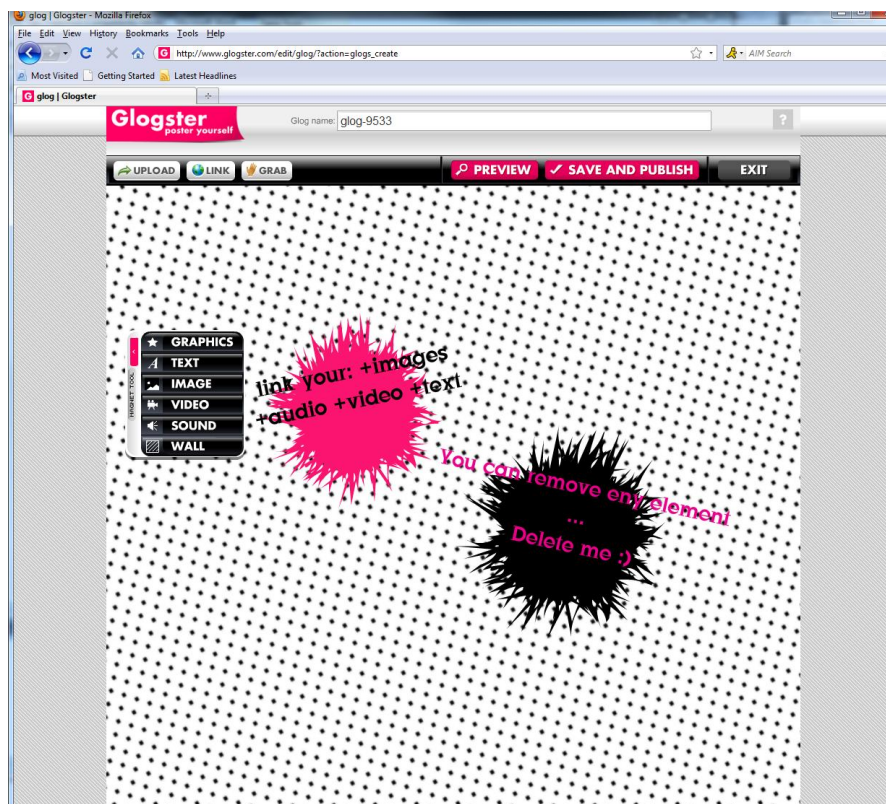 glog | Glogster - Mozilla Firefox
File Edit View History Bookmarks Tools Help
http://www.glogster.com/edit/glog/?action=glogs_create
AIM Search
Most Visited Getting Started Latest Headlines
glog | Glogster
Glogster
poster yourself
Glog name: glog-9533
?
UPLOAD LINK GRAB PREVIEW SAVE AND PUBLISH EXIT
MAGNET TOOL
GRAPHICS
TEXT
IMAGE
VIDEO
SOUND
WALL
link your: +images
+audio +video +text
You can remove eny element
...
Delete me :)